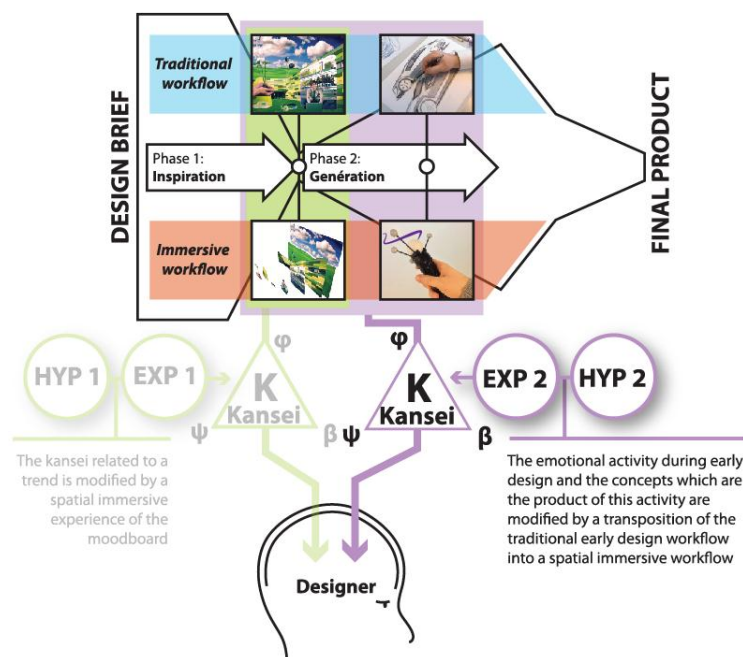 DESIGN BRIEF
Traditional
workflow
Phase 1:
Inspiration
Phase 2:
Genération
Immersive
workflow
FINAL PRODUCT
φ
HYP 1
EXP 1
K
Kansei
ψ
β
The kansei related to a
trend is modified by a
spatial immersive
experience of the
moodboard
φ
K
Kansei
ψ
β
EXP 2
HYP 2
The emotional activity during early
design and the concepts which are
the product of this activity are
modified by a transposition of the
traditional early design workflow
into a spatial immersive workflow
Designer